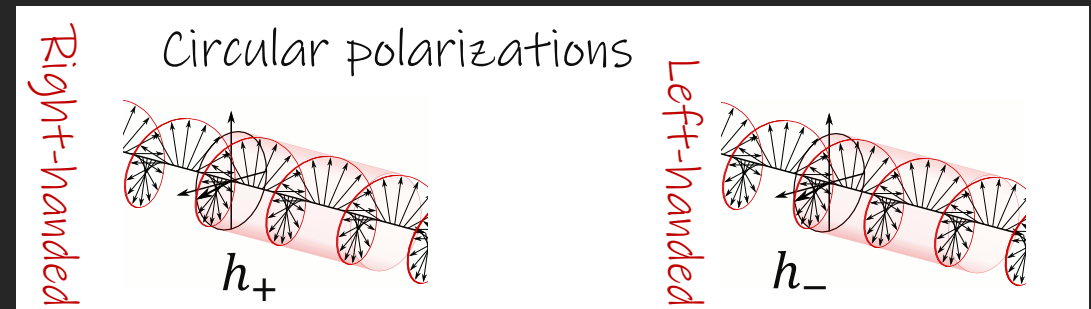 Circular polarizations
Right-handed
h₊
Left-handed
h₋